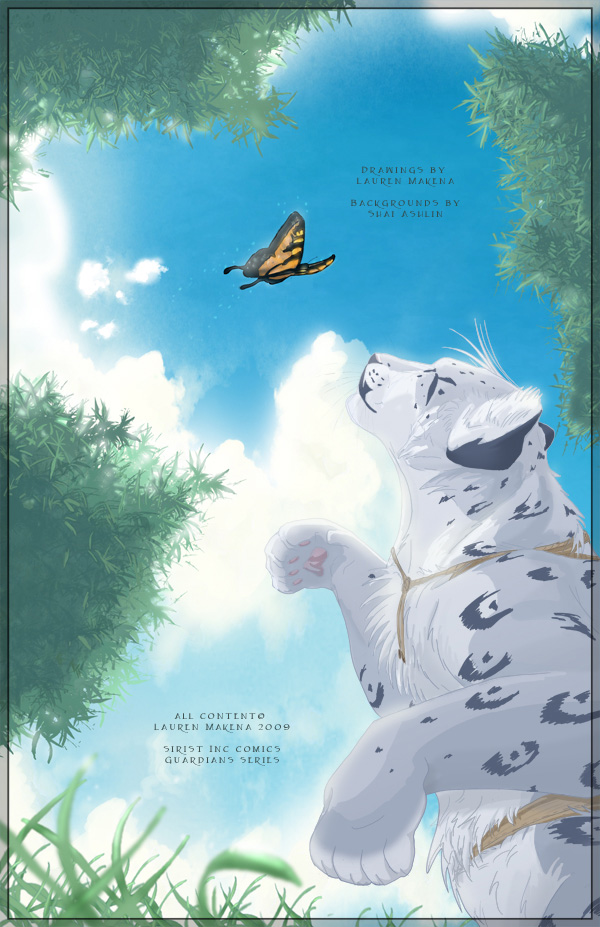 DRAWINGS BY
LAUREN MAKENA
BACKGROUNDS BY
SHAI ASHLIN
ALL CONTENT©
LAUREN MAKENA 2009
SIRIST INC COMICS
GUARDIANS SERIES